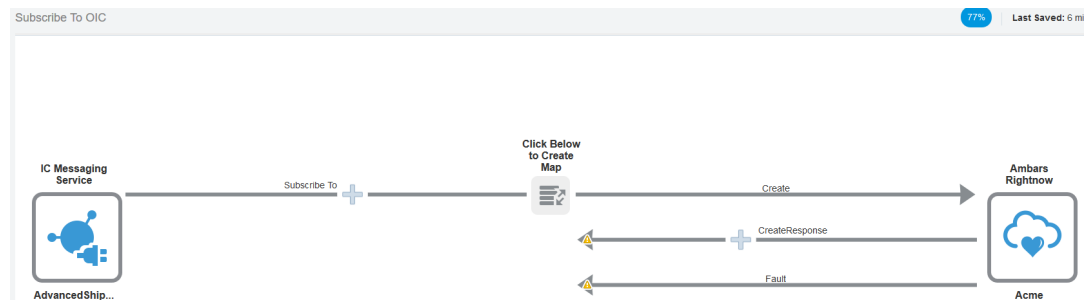 Subscribe To OIC
77%
Last Saved: 6 mi
Click Below
to Create
Map
IC Messaging
Service
Ambars
Rightnow
Subscribe To
Create
CreateResponse
Fault
AdvancedShip...
Acme